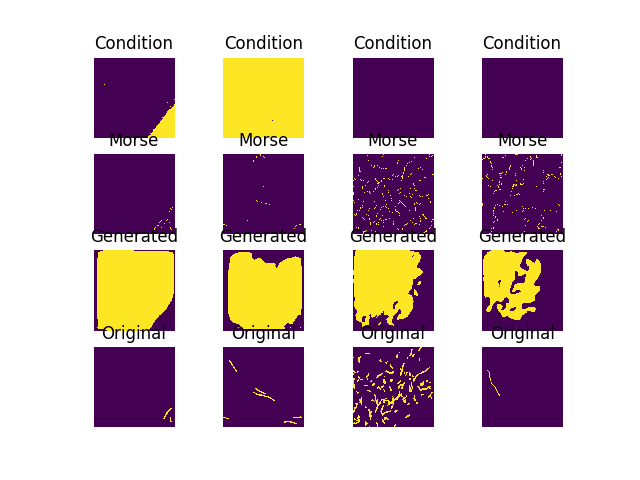 Condition Condition Condition Condition
Morse Morse Morse Morse
Generated Generated Generated Generated
Original Original Original Original